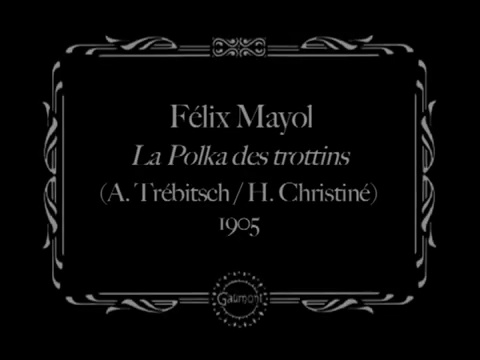 Félix Mayol
La Polka des trottins
(A. Trébitsch / H. Christiné)
1905
Gaumont